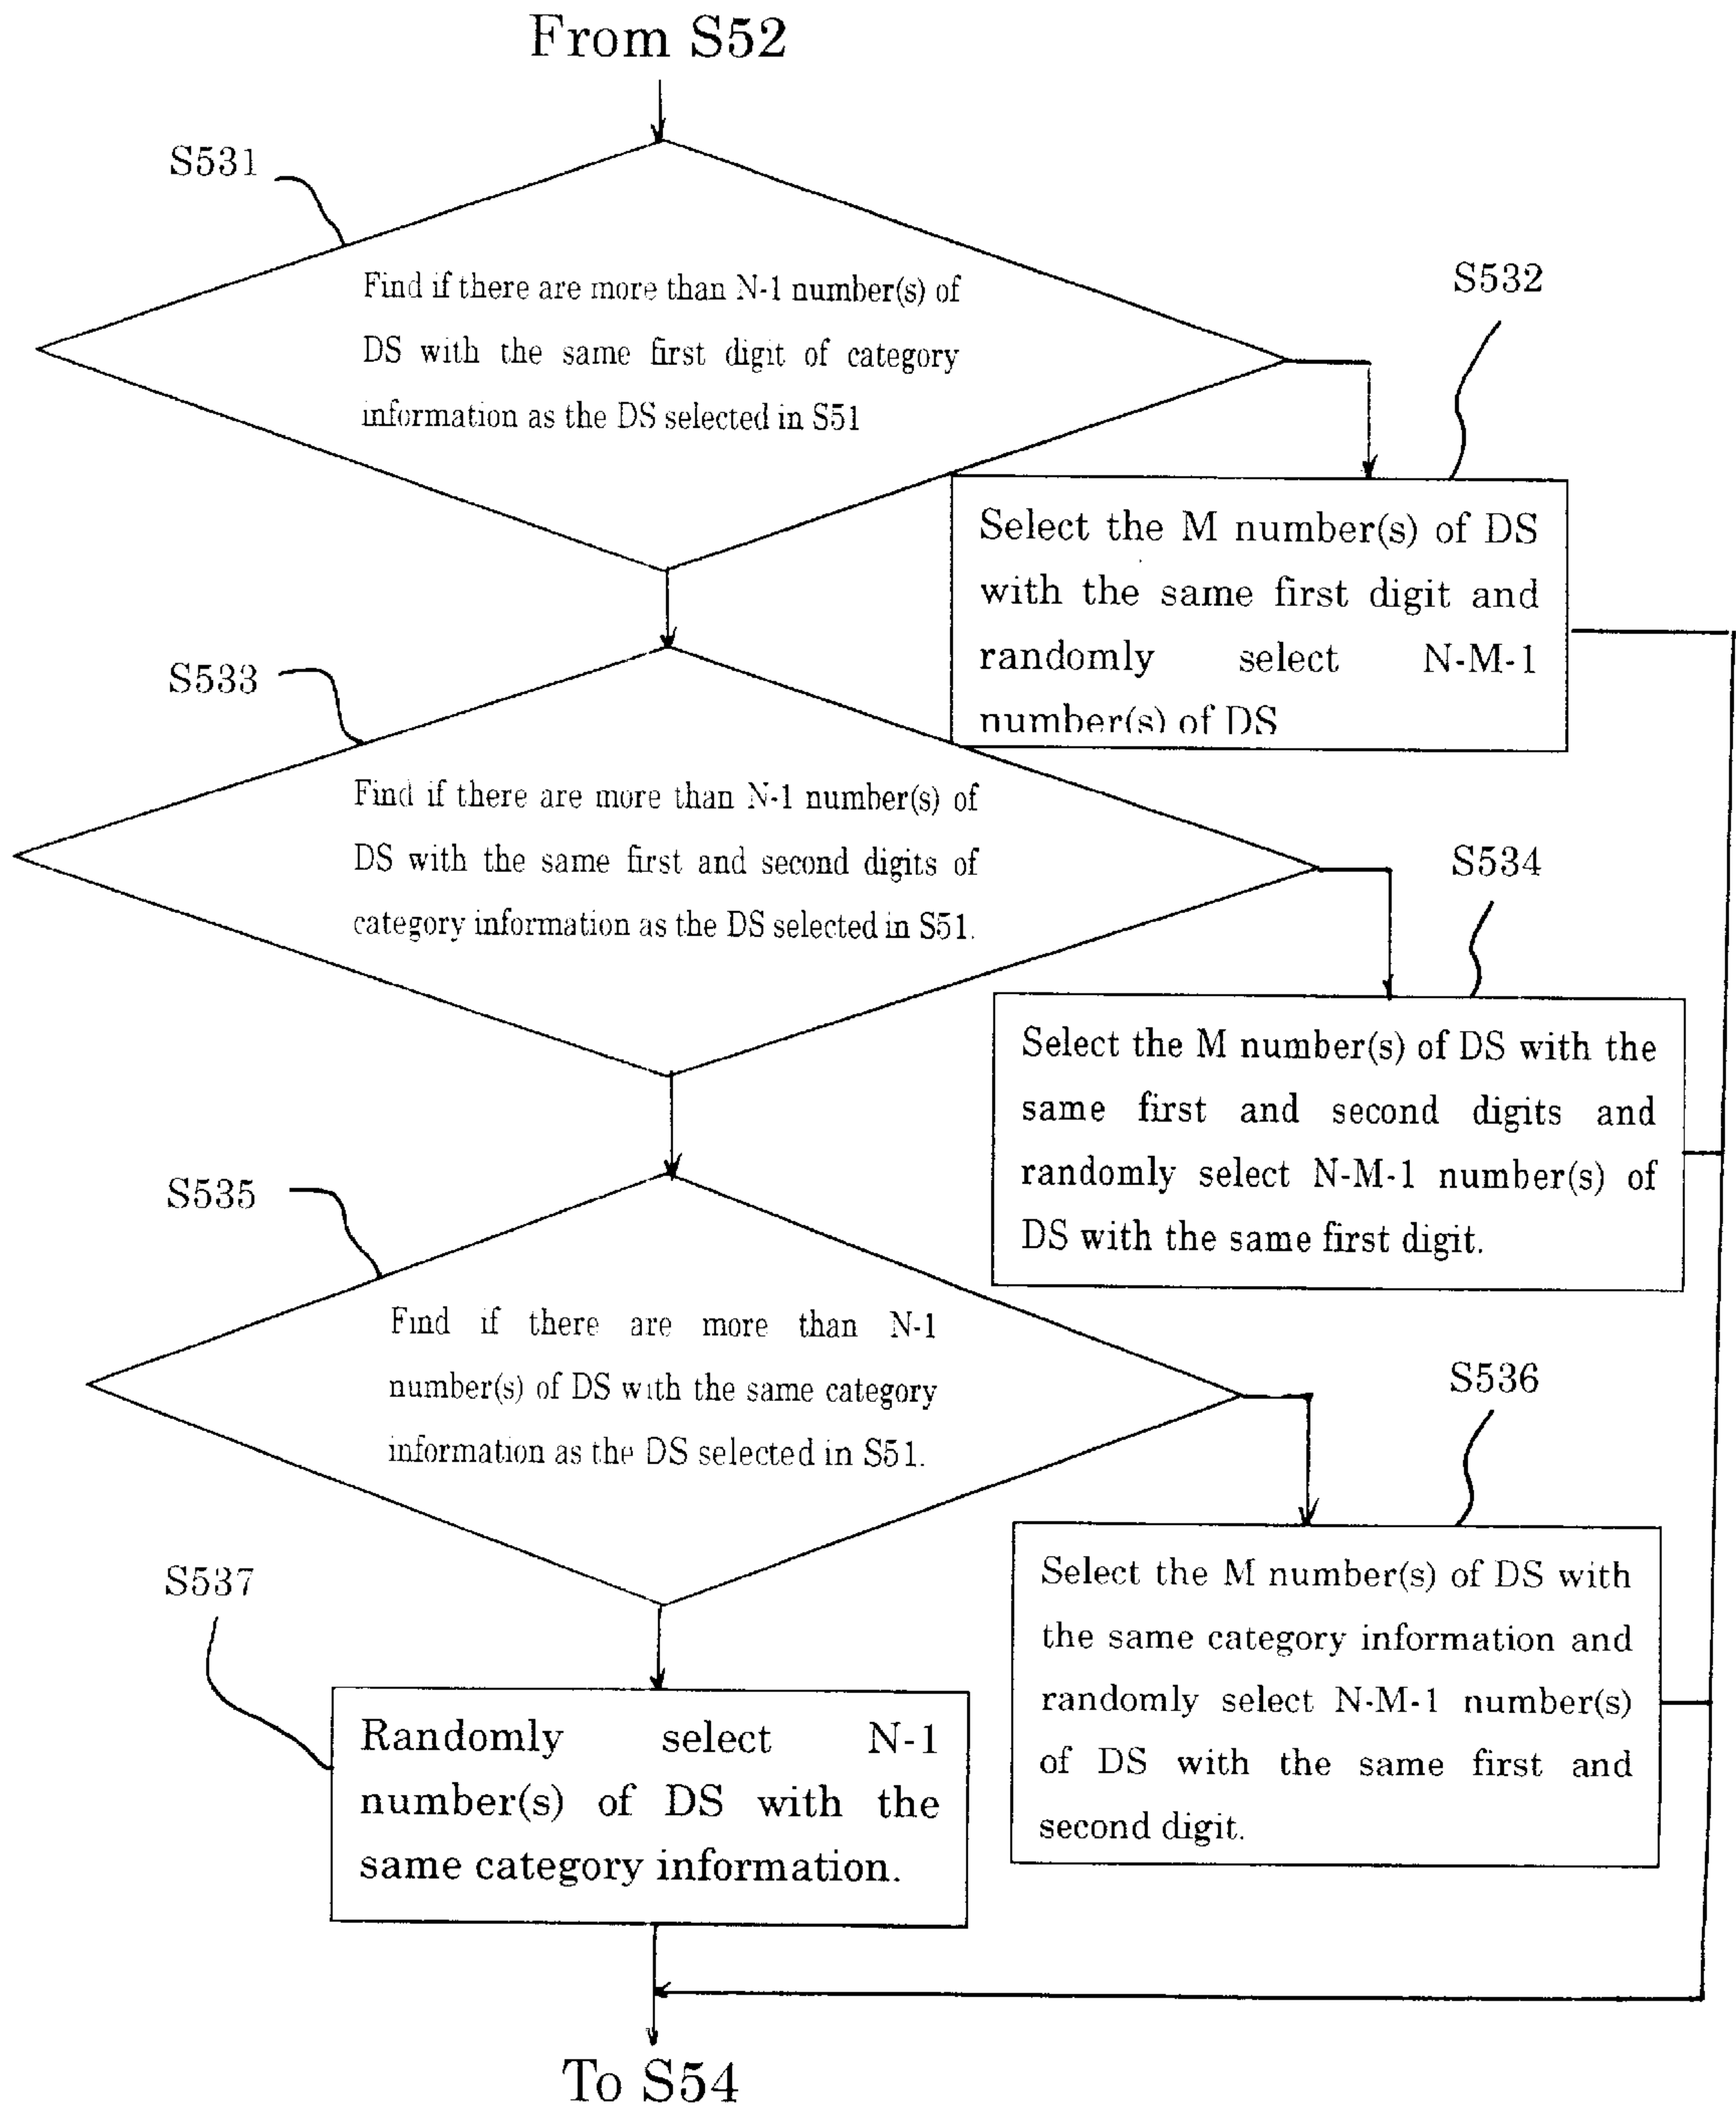 From S52
S531
Find if there are more than N-1 number(s) of
DS with the same first digit of category
information as the DS selected in S51
S532
Select the M number(s) of DS
with the same first digit and
randomly select N-M-1
number(s) of DS
S533
Find if there are more than N-1 number(s) of
DS with the same first and second digits of
category information as the DS selected in S51.
S534
Select the M number(s) of DS with the
same first and second digits and
randomly select N-M-1 number(s) of
DS with the same first digit.
S535
Find if there are more than N-1
number(s) of DS with the same category
information as the DS selected in S51.
S536
Select the M number(s) of DS with
the same category information and
randomly select N-M-1 number(s)
of DS with the same first and
second digit.
S537
Randomly select N-1
number(s) of DS with the
same category information.
To S54